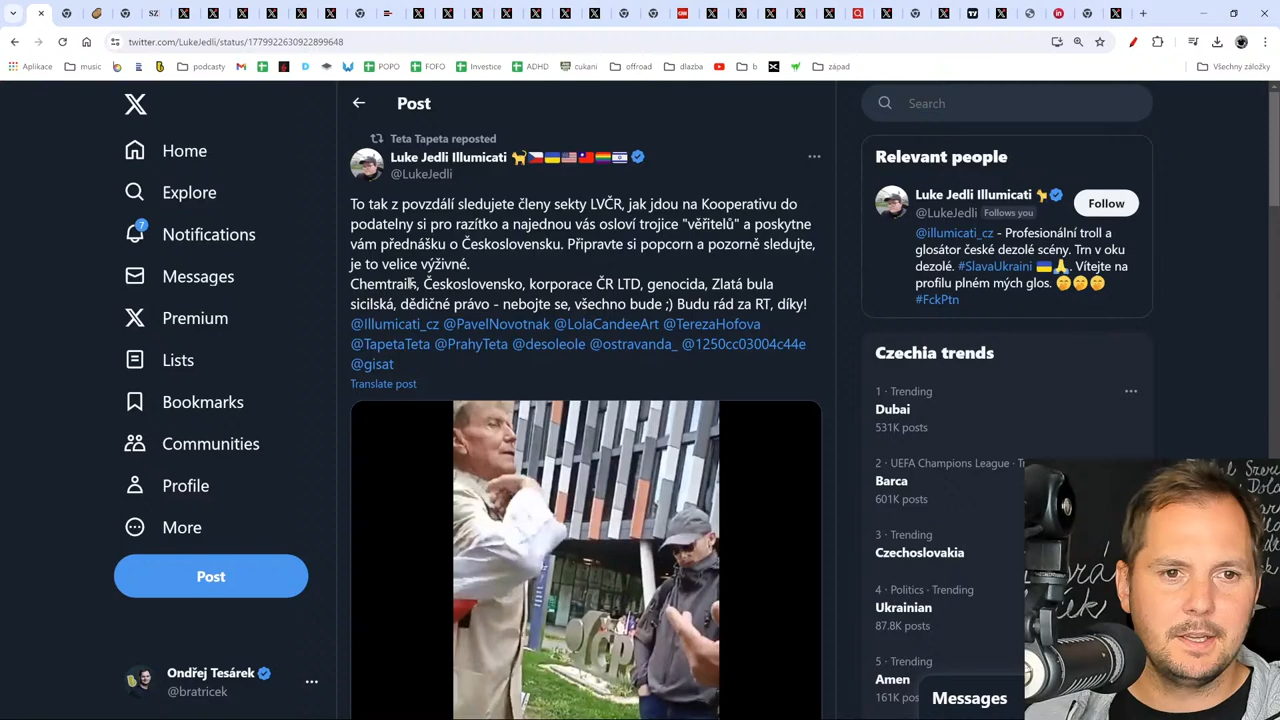 twitter.com/LukeJedli/status/1779922630922899648
Aplikace
music
podcasty
POPO
FOFO
Investice
ADHD
cukani
offroad
dlazba
b
západ
Všechny záložky
Home
Explore
7
Notifications
Messages
Premium
Lists
Bookmarks
Communities
Profile
More
Post
Ondřej Tesárek
@bratricek
Post
Teta Tapeta reposted
Luke Jedli Illumicati
@LukeJedli
To tak z povzdálí sledujete členy sekty LVČR, jak jdou na Kooperativu do
podatelny si pro razítko a najednou vás osloví trojice "věřitelů" a poskytne
vám přednášku o Československu. Připravte si popcorn a pozorně sledujte,
je to velice výživné.
Chemtrails, Československo, korporace ČR LTD, genocida, Zlatá bula
sicilská, dědičné právo - nebojte se, všechno bude ;) Budu rád za RT, díky!
@Illumicati_cz @PavelNovotnak @LolaCandeeArt @TerezaHofova
@TapetaTeta @PrahyTeta @desoleole @ostravanda_ @1250cc03004c44e
@gisat
Translate post
Search
Relevant people
Luke Jedli Illumicati
@LukeJedli Follows you
Follow
@illumicati_cz - Profesionální troll a
glosátor české dezolé scény. Trn v oku
dezolé. #SlavaUkraini . Vítejte na
profilu plném mých glos.
#FckPtn
Czechia trends
1 · Trending
Dubai
531K posts
2 · UEFA Champions League ·
Barca
601K posts
3 · Trending
Czechoslovakia
4 · Politics · Trending
Ukrainian
87.8K posts
5 · Trending
Amen
161K pos
Messages